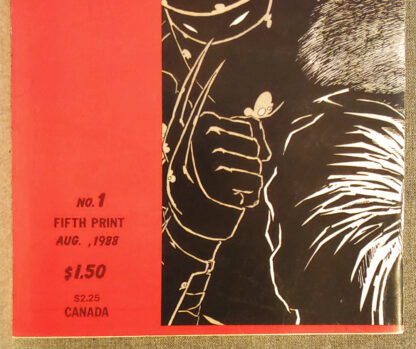 NO. 1
FIFTH PRINT
AUG. , 1988
$1.50
$2.25
CANADA